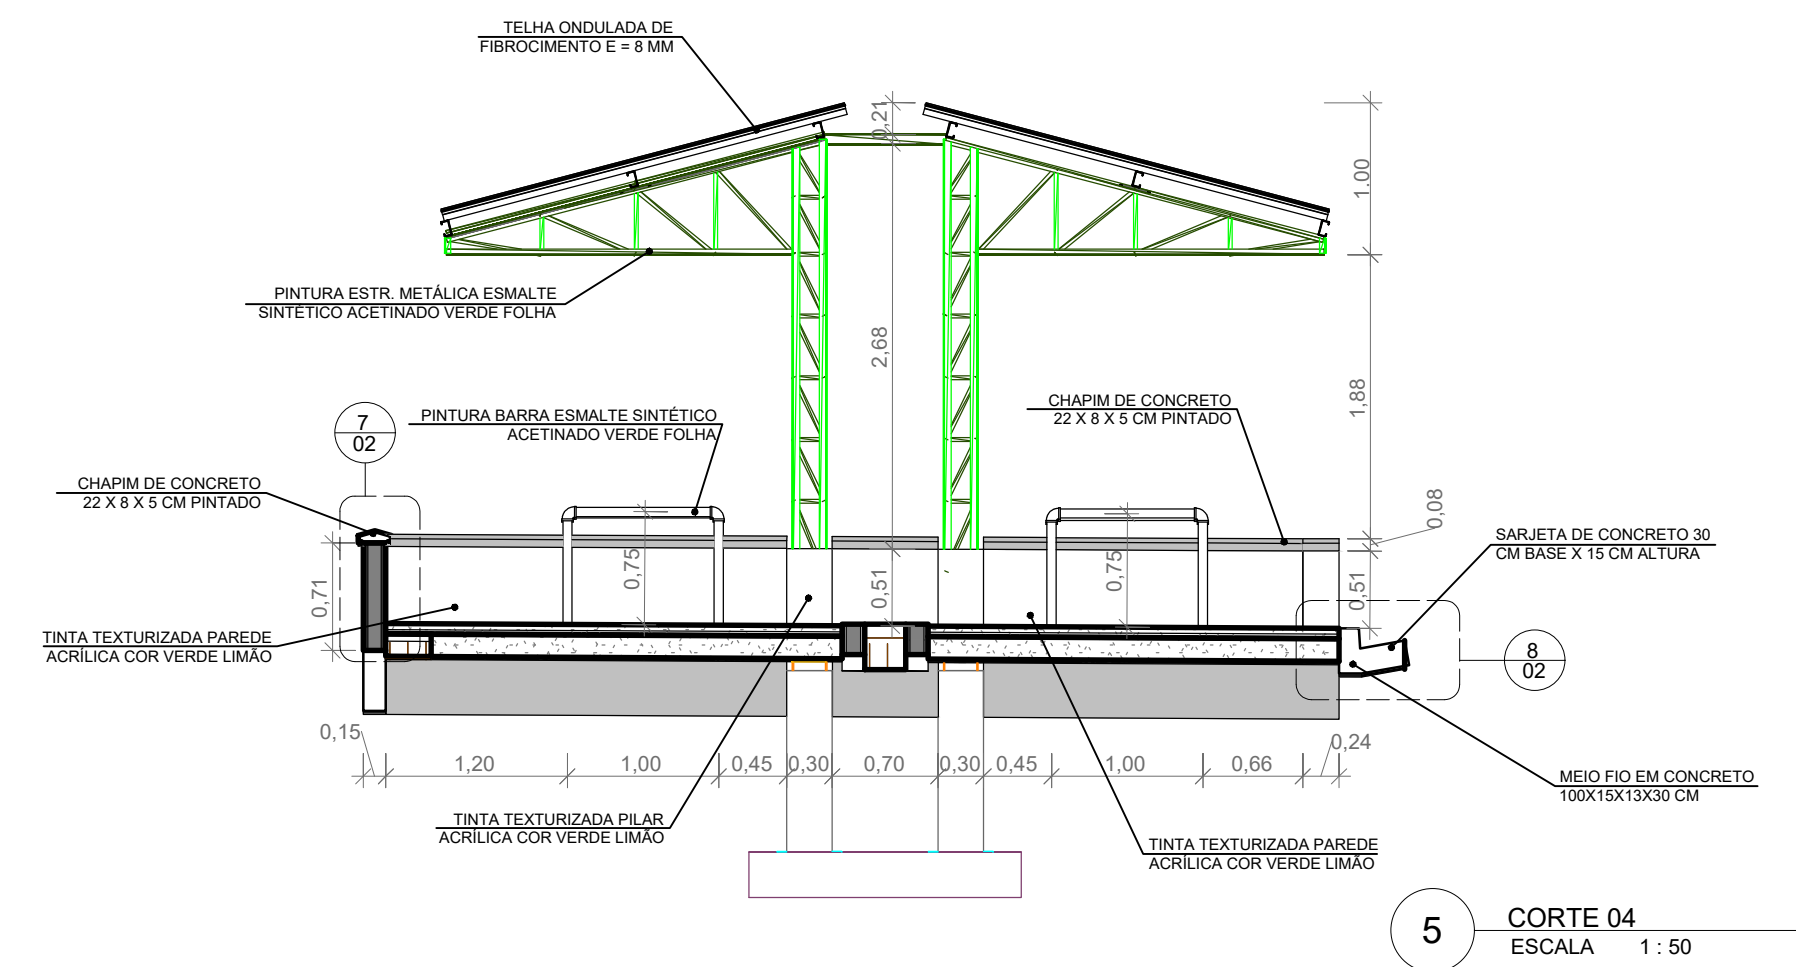 TELHA ONDULADA DE
FIBROCIMENTO E = 8 MM
0,21
1.00
PINTURA ESTR. METÁLICA ESMALTE
SINTÉTICO ACETINADO VERDE FOLHA
2,68
1,88
7
02
PINTURA BARRA ESMALTE SINTÉTICO
ACETINADO VERDE FOLHA
CHAPIM DE CONCRETO
22 X 8 X 5 CM PINTADO
CHAPIM DE CONCRETO
22 X 8 X 5 CM PINTADO
0,08
SARJETA DE CONCRETO 30
CM BASE X 15 CM ALTURA
0,71
0,75
0,51
0,75
0,51
TINTA TEXTURIZADA PAREDE
ACRÍLICA COR VERDE LIMÃO
8
02
0,15
1,20
1,00
0,45
0,30
0,70
0,30
0,45
1,00
0,66
0,24
MEIO FIO EM CONCRETO
100X15X13X30 CM
TINTA TEXTURIZADA PILAR
ACRÍLICA COR VERDE LIMÃO
TINTA TEXTURIZADA PAREDE
ACRÍLICA COR VERDE LIMÃO
5
CORTE 04
ESCALA 1 : 50